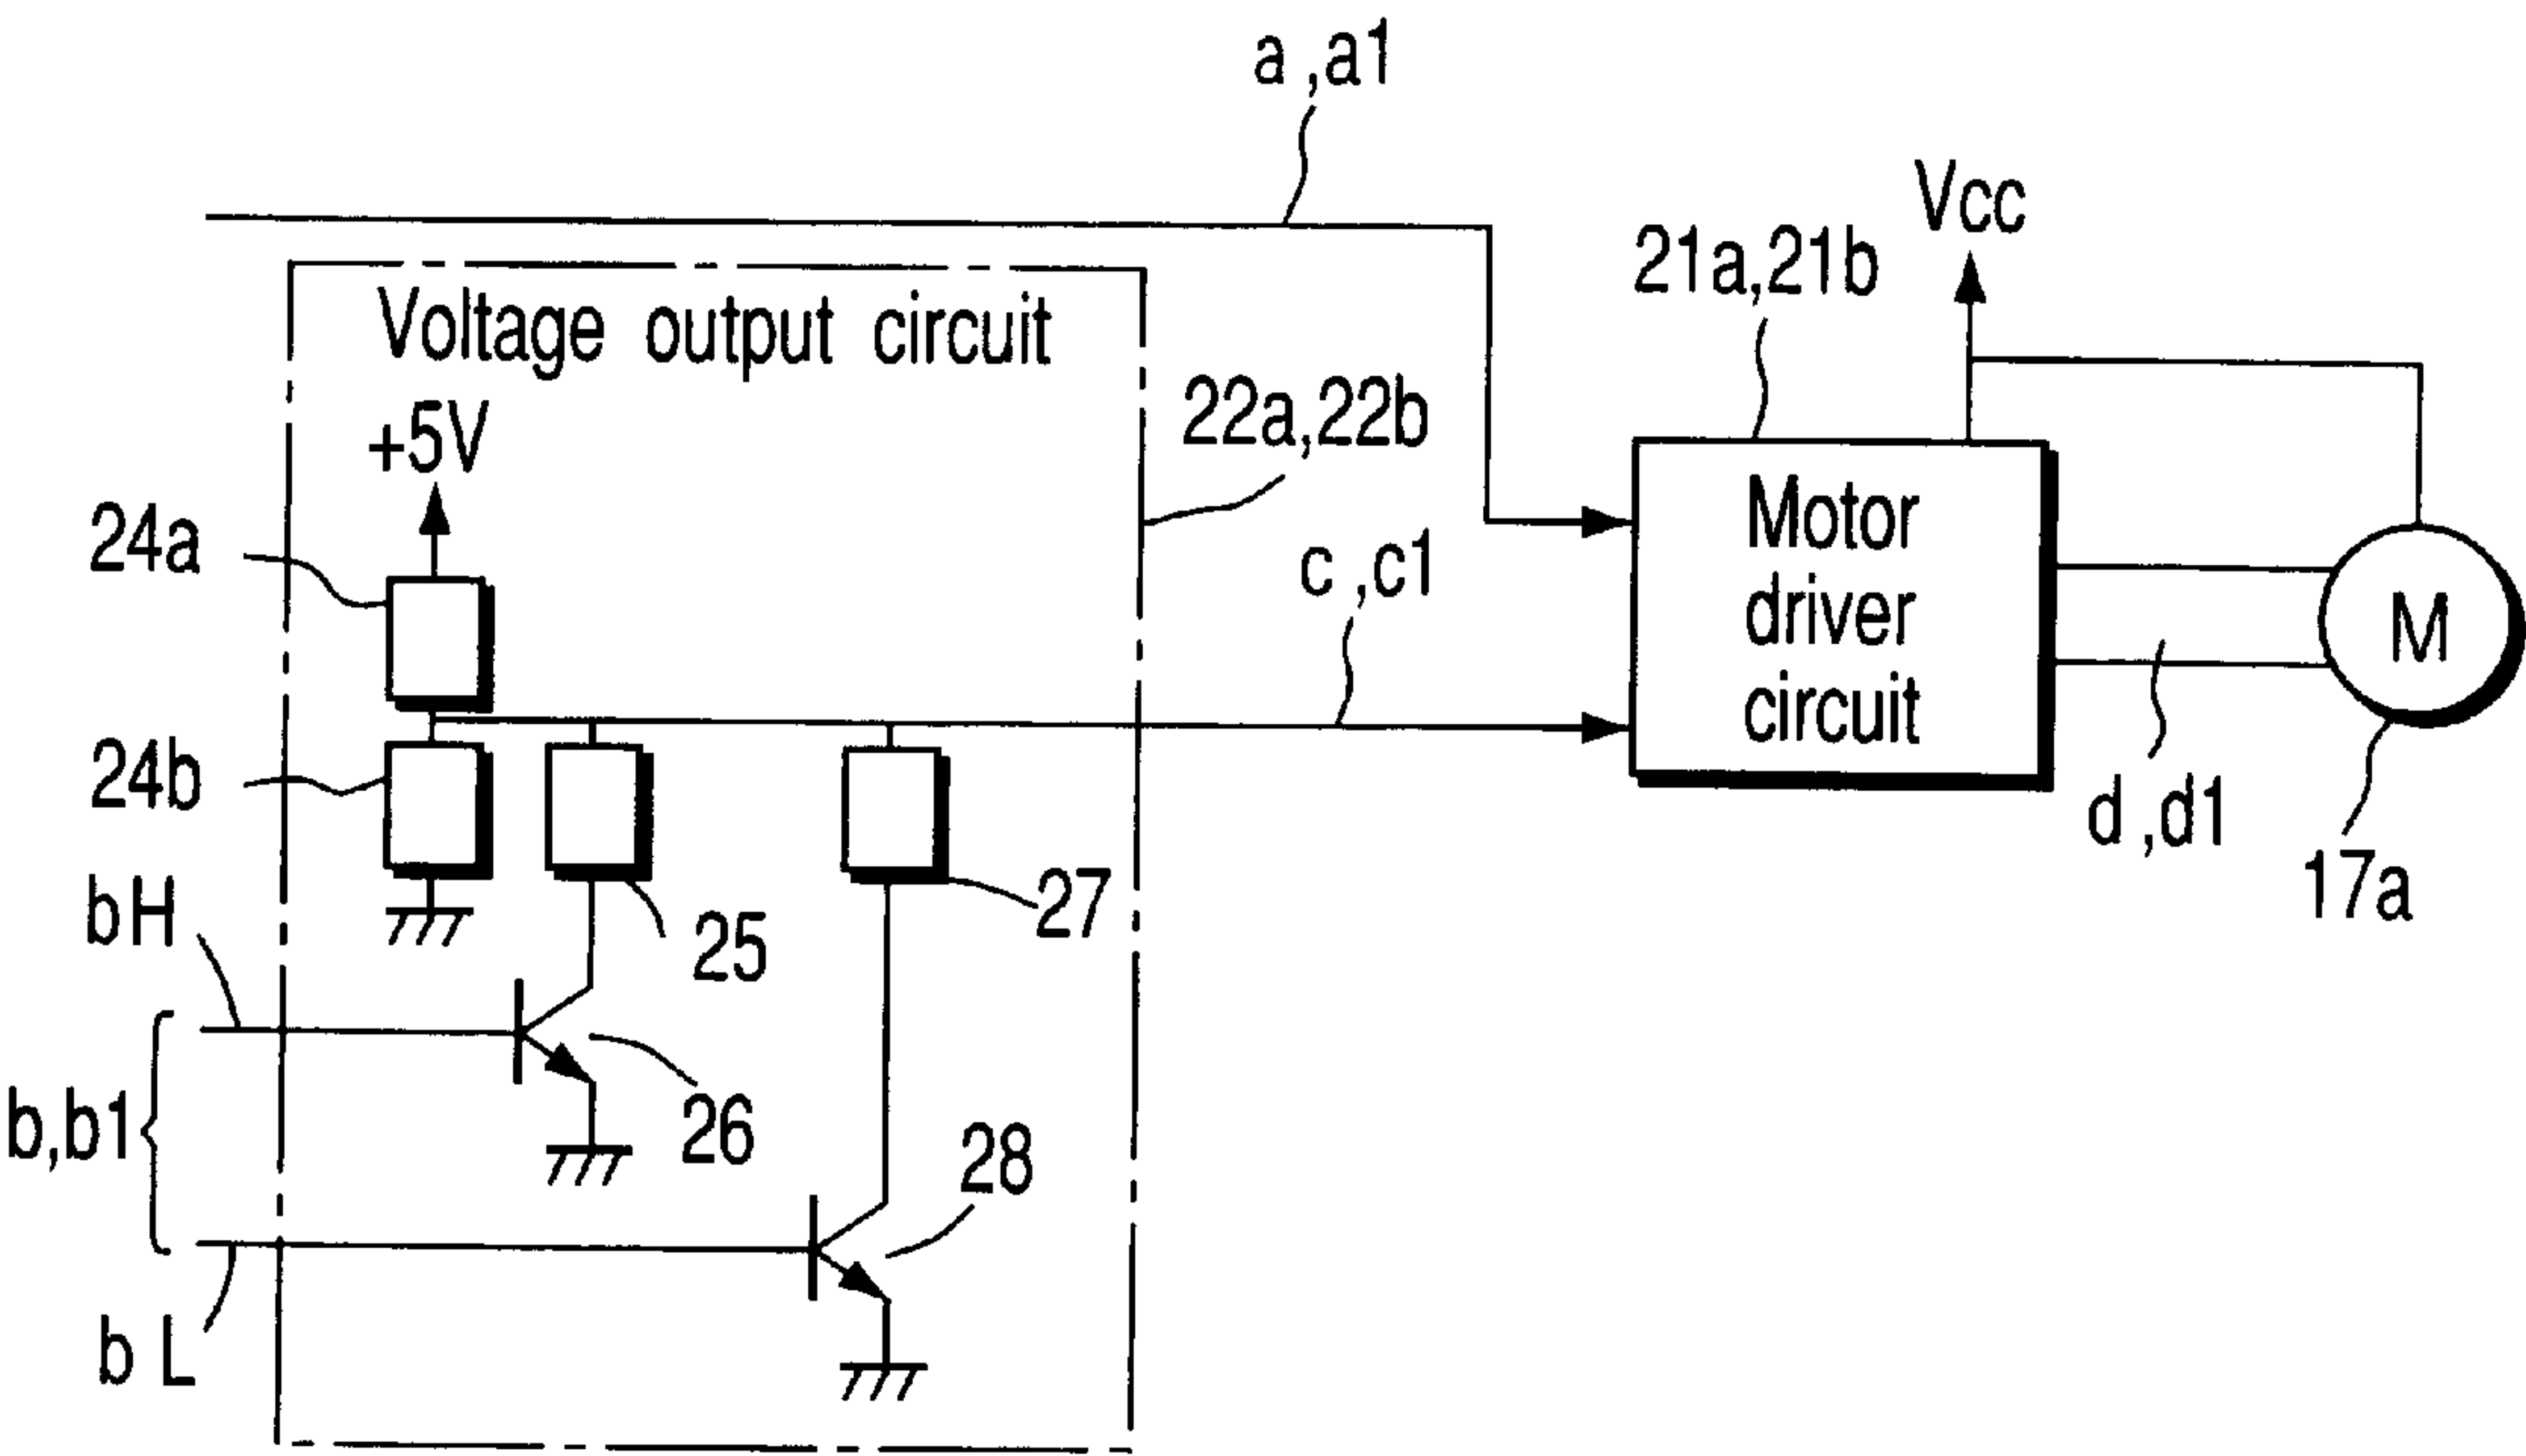 a ,a1
Vcc
21a,21b
Voltage output circuit
22a,22b
+5V
24a
Motor
driver
circuit
c ,c1
M
24b
d ,d1
17a
bH
25
27
b,b1
26
28
b L